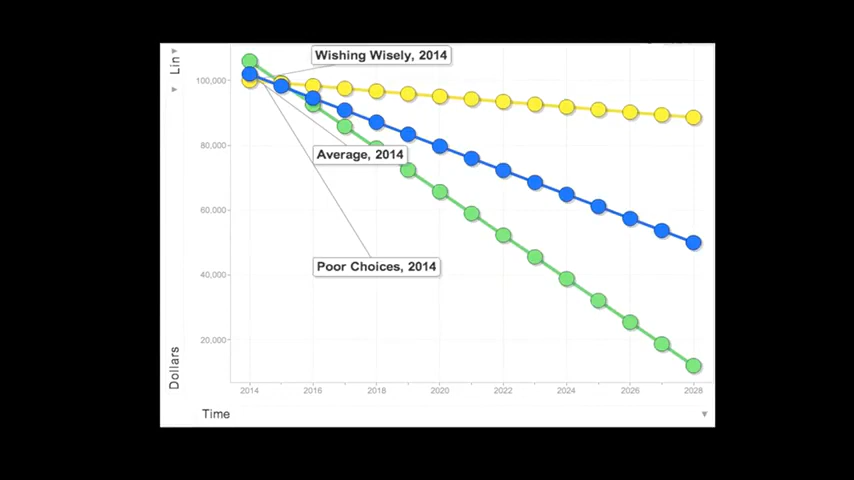 Wishing Wisely, 2014
Lin
100,000
80,000
Average, 2014
60,000
Poor Choices, 2014
40,000
20,000
Dollars
2014 2016 2018 2020 2022 2024 2026 2028
Time